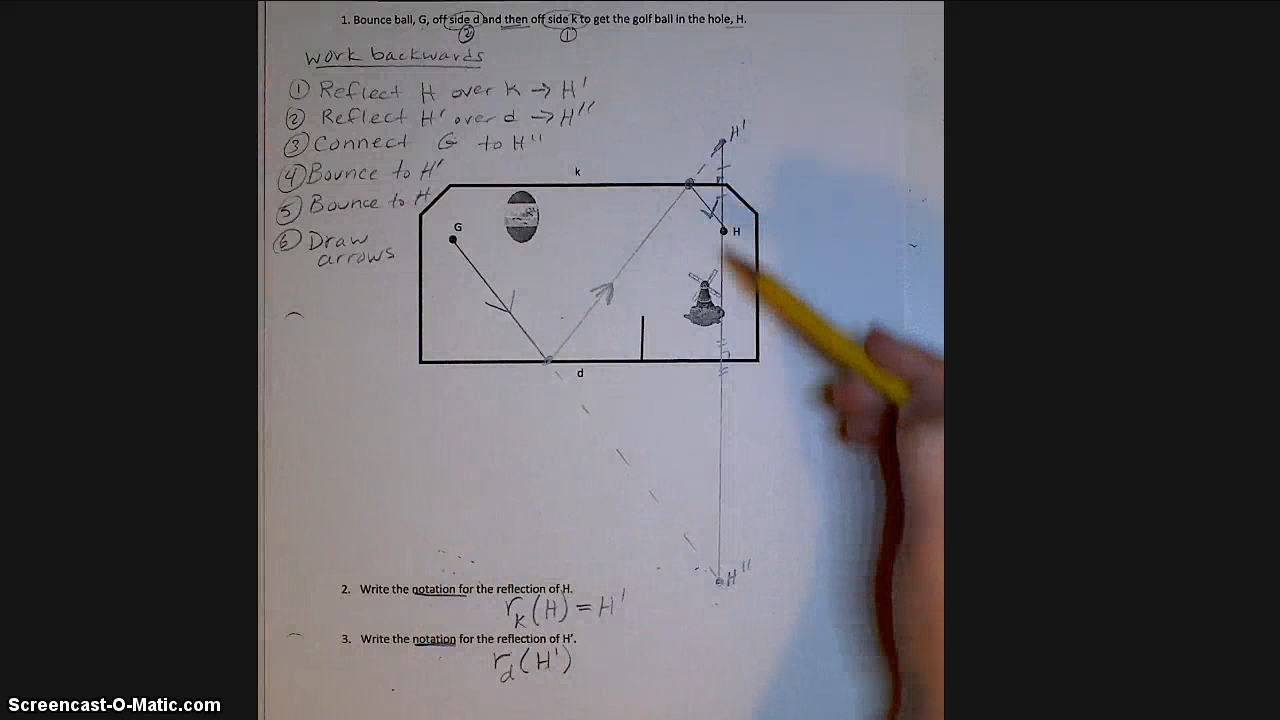 1. Bounce ball, G, off side d and then off side k to get the golf ball in the hole, H.
② ①
work backwards
① Reflect H over k → H'
② Reflect H' over d → H''
③ Connect G to H''
④ Bounce to H'
⑤ Bounce to H
⑥ Draw
arrows
H'
k
G
H
d
H''
2. Write the notation for the reflection of H.
r_k(H) = H'
3. Write the notation for the reflection of H'.
r_d(H')
Screencast-O-Matic.com